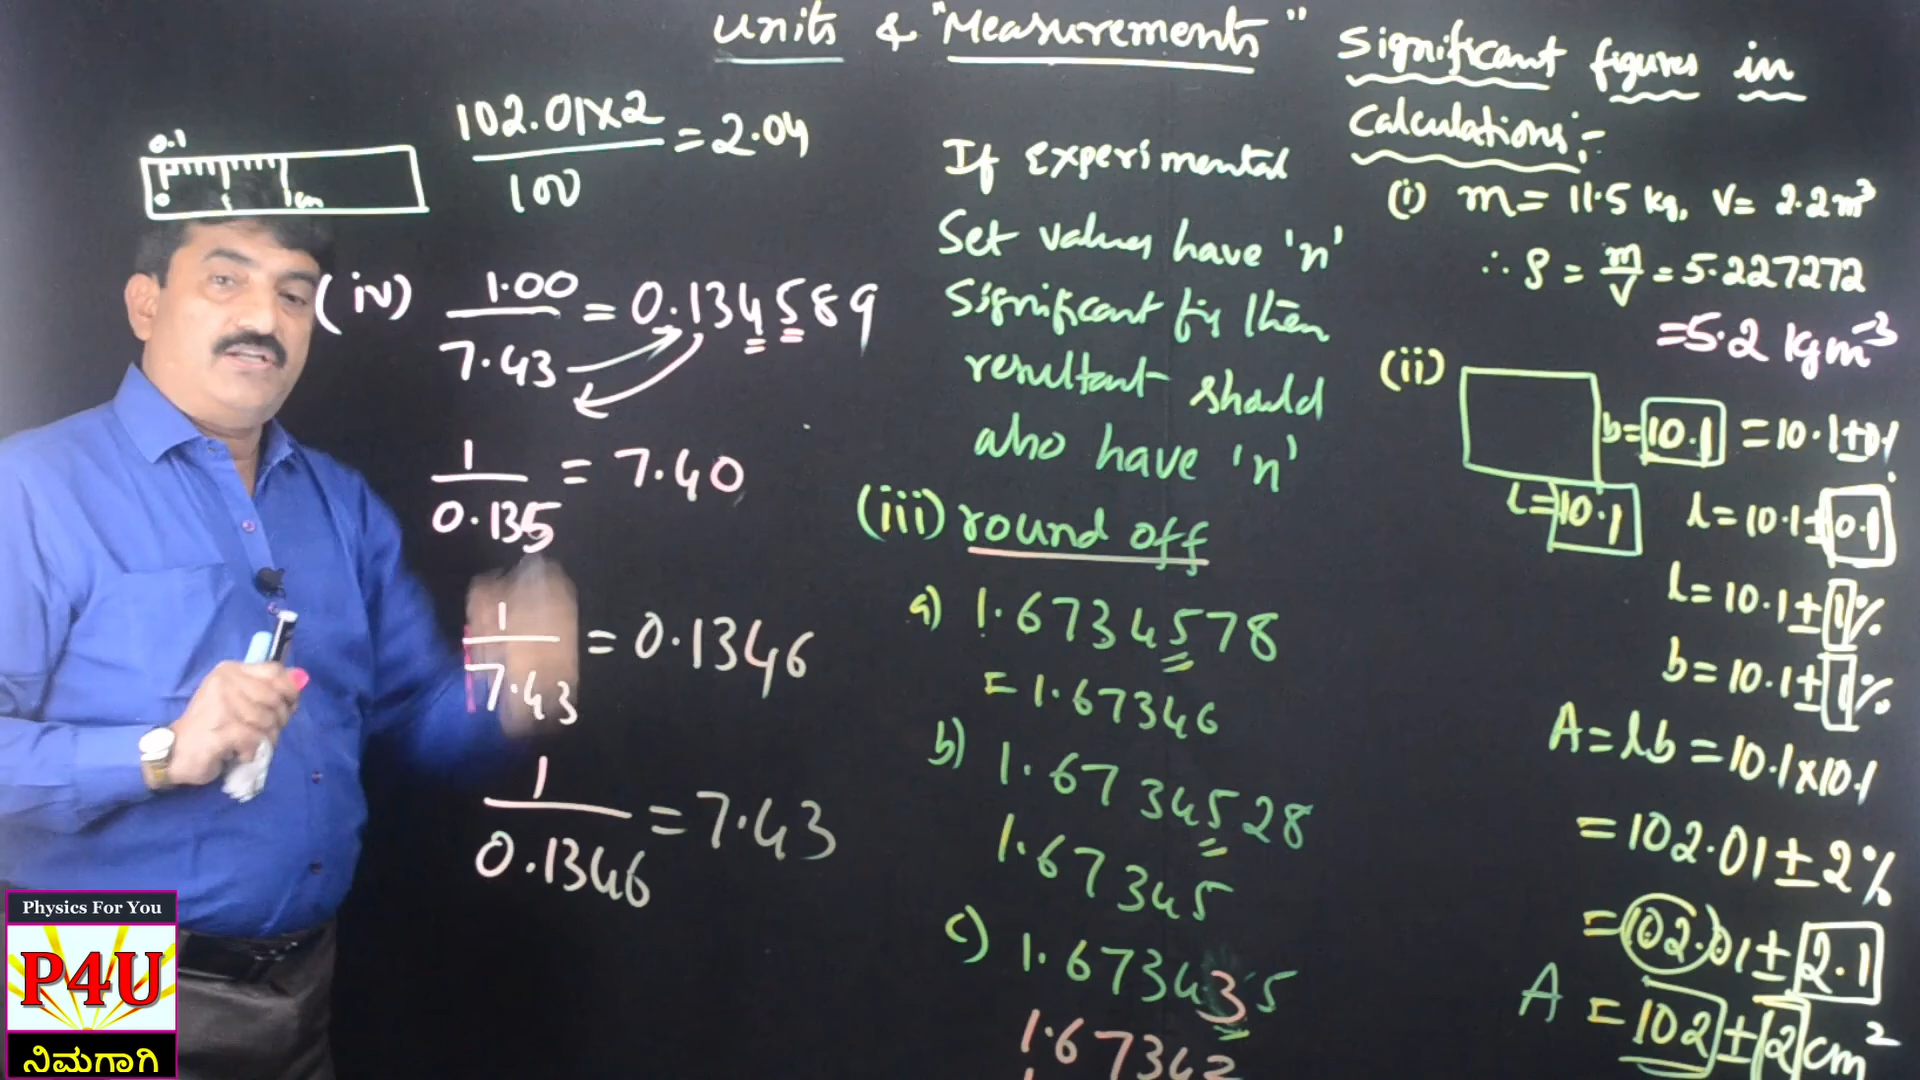 units & "Measurements"
0.1
0 1cm
102.01×2 / 100 = 2.04
(iv) 1.00 / 7.43 = 0.134589
1 / 0.135 = 7.40
1 / 7.43 = 0.1346
1 / 0.1346 = 7.43
If Experimental
Set values have 'n'
Significant fig then
resultant should
also have 'n'
(iii) round off
a) 1.6734578
= 1.67346
b) 1.6734528
1.67345
c) 1.673435
Significant figures in
Calculations:-
(i) m = 11.5 kg, V = 2.2m³
∴ ρ = m/V = 5.227272
= 5.2 kgm⁻³
(ii)
b = 10.1 = 10.1±0.1
l = 10.1
l = 10.1±0.1
l = 10.1±1%
b = 10.1±1%
A = lb = 10.1×10.1
= 102.01±2%
= 102.01±2.1
A = 102±2 cm²
Physics For You
P4U
ನಿಮಗಾಗಿ